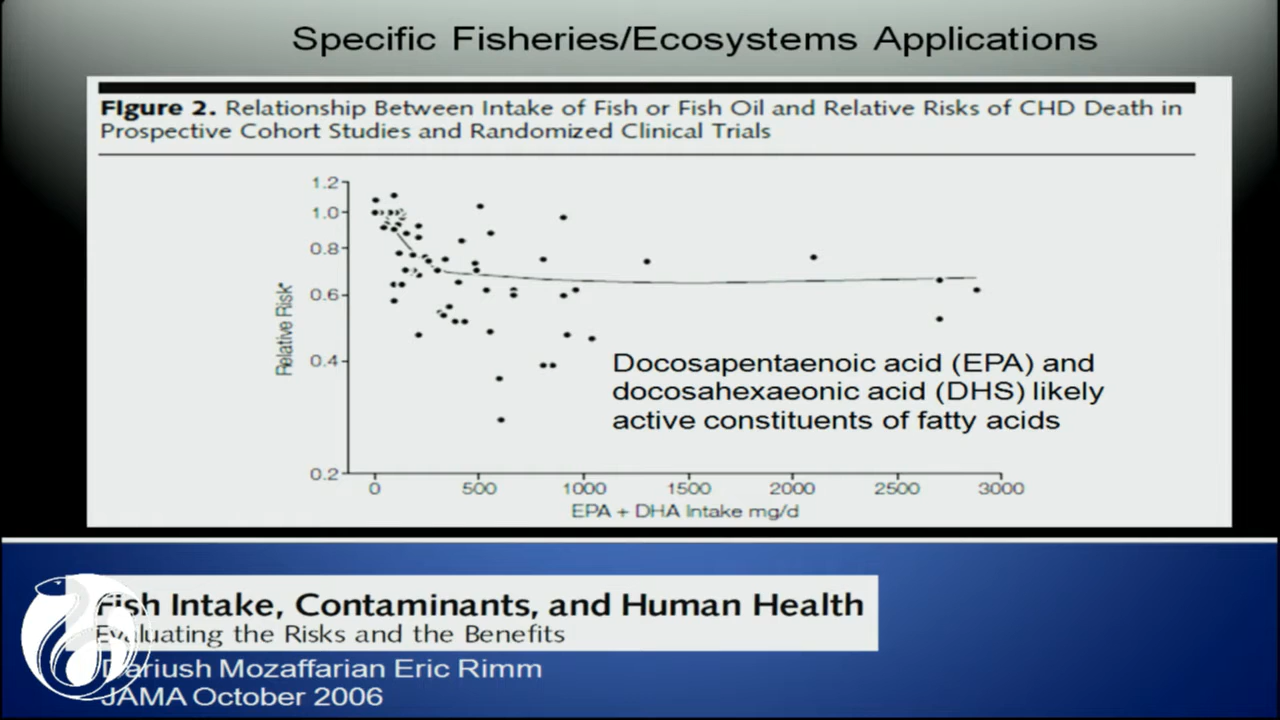 Specific Fisheries/Ecosystems Applications
Figure 2. Relationship Between Intake of Fish or Fish Oil and Relative Risks of CHD Death in
Prospective Cohort Studies and Randomized Clinical Trials
1.2
1.0
0.8
0.6
0.4
0.2
Relative Risk*
Docosapentaenoic acid (EPA) and
docosahexaeonic acid (DHS) likely
active constituents of fatty acids
0 500 1000 1500 2000 2500 3000
EPA + DHA Intake mg/d
Fish Intake, Contaminants, and Human Health
Evaluating the Risks and the Benefits
Dariush Mozaffarian Eric Rimm
JAMA October 2006